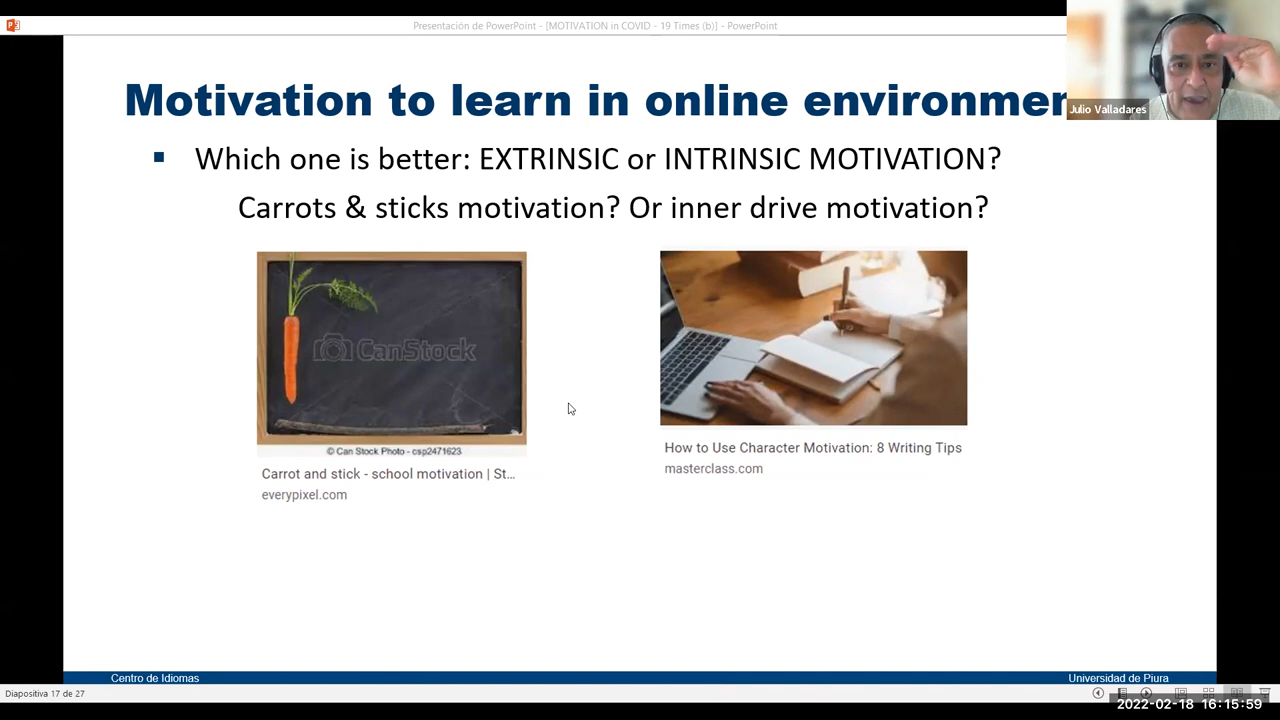 Presentación de PowerPoint - [MOTIVATION in COVID - 19 Times (b)] - PowerPoint
Motivation to learn in online environmen
Julio Valladares
▪ Which one is better: EXTRINSIC or INTRINSIC MOTIVATION?
Carrots & sticks motivation? Or inner drive motivation?
CanStock
© Can Stock Photo - csp2471623
Carrot and stick - school motivation | St...
everypixel.com
How to Use Character Motivation: 8 Writing Tips
masterclass.com
Centro de Idiomas
Universidad de Piura
Diapositiva 17 de 27
2022-02-18 16:15:59